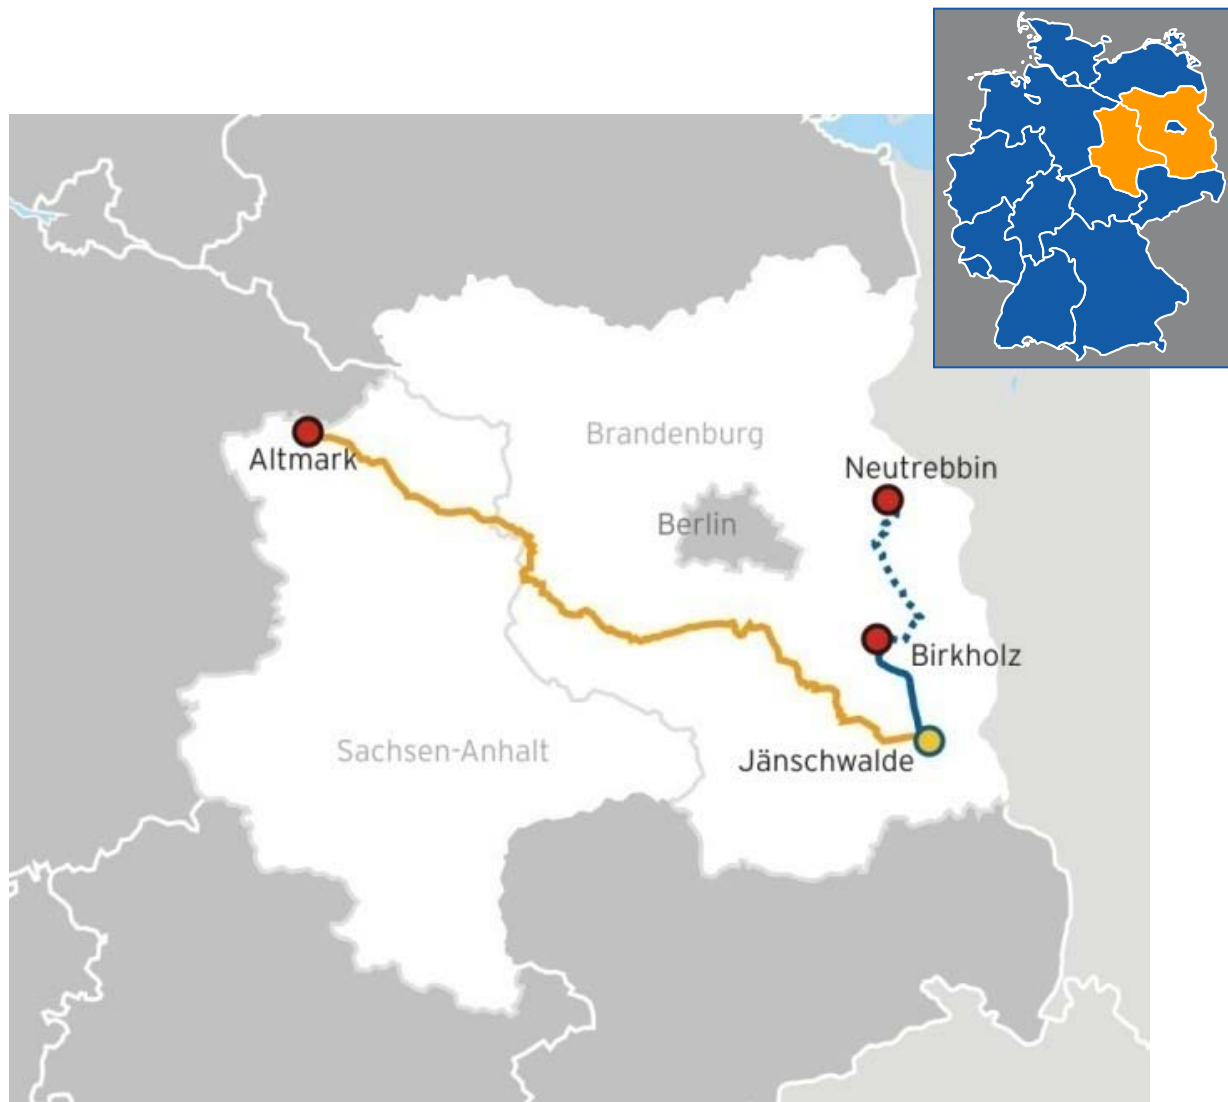 Brandenburg
Altmark
Neutrebbin
Berlin
Birkholz
Sachsen-Anhalt
Jänschwalde